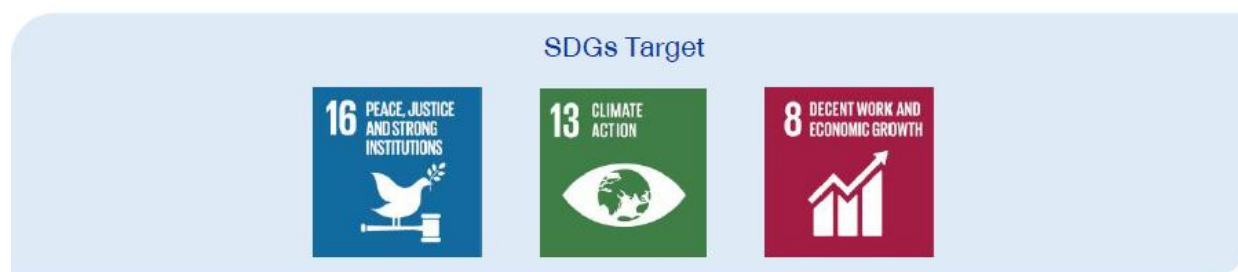 SDGs Target
16 PEACE, JUSTICE
AND STRONG
INSTITUTIONS
13 CLIMATE
ACTION
8 DECENT WORK AND
ECONOMIC GROWTH